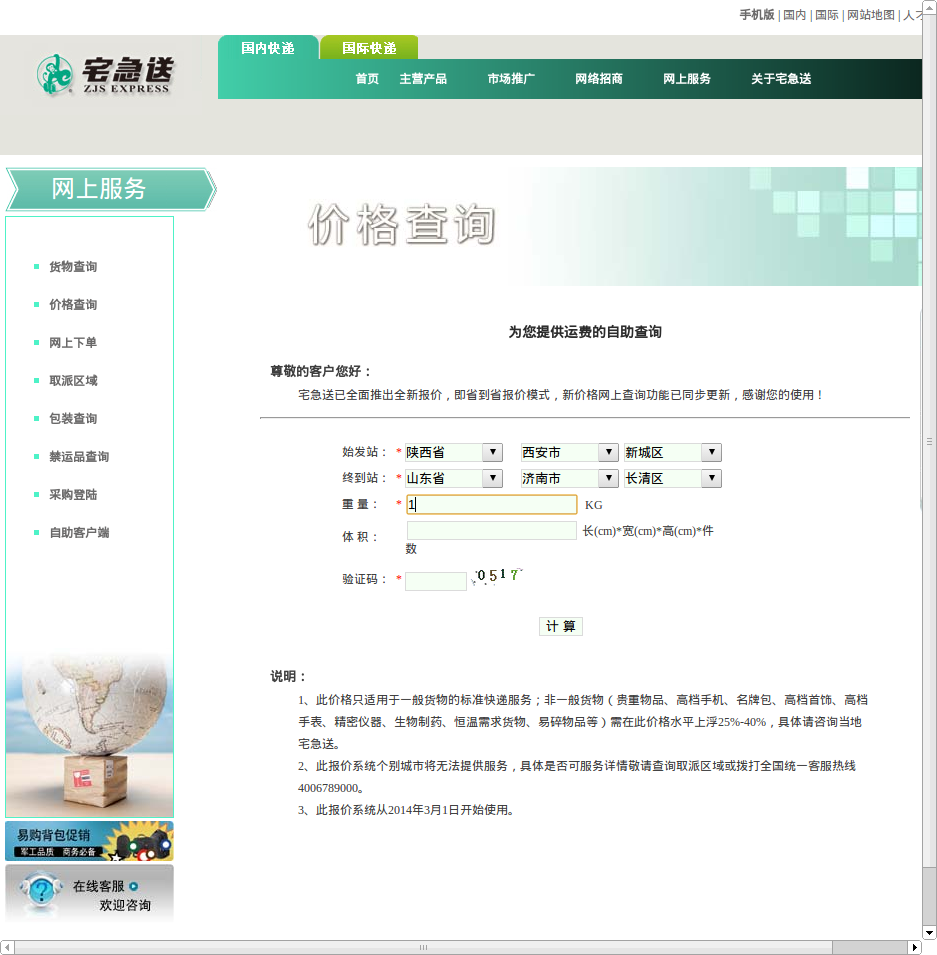 手机版 | 国内 | 国际 | 网站地图 | 人才
国内快递 国际快递
宅急送
ZJS EXPRESS
首页 主营产品 市场推广 网络招商 网上服务 关于宅急送
网上服务
价格查询
货物查询
价格查询
网上下单
取派区域
包装查询
禁运品查询
采购登陆
自助客户端
为您提供运费的自助查询
尊敬的客户您好：
宅急送已全面推出全新报价，即省到省报价模式，新价格网上查询功能已同步更新，感谢您的使用！
始发站： * 陕西省 西安市 新城区
终到站： * 山东省 济南市 长清区
重 量： * 1 KG
体 积： 长(cm)*宽(cm)*高(cm)*件
数
验证码： * 0517
计 算
说明：
1、此价格只适用于一般货物的标准快递服务；非一般货物（贵重物品、高档手机、名牌包、高档首饰、高档
手表、精密仪器、生物制药、恒温需求货物、易碎物品等）需在此价格水平上浮25%-40%，具体请咨询当地
宅急送。
2、此报价系统个别城市将无法提供服务，具体是否可服务详情敬请查询取派区域或拨打全国统一客服热线
4006789000。
3、此报价系统从2014年3月1日开始使用。
易购背包促销
军工品质 商务必备
在线客服
欢迎咨询